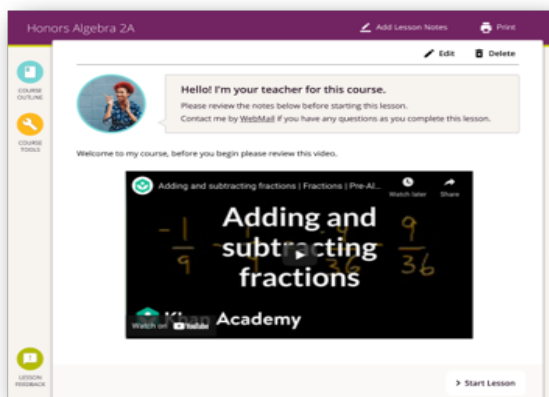 Honors Algebra 2A
Add Lesson Notes
Print
Edit
Delete
COURSE
OUTLINE
COURSE
TOOLS
Hello! I'm your teacher for this course.
Please review the notes below before starting this lesson.
Contact me by WebMail if you have any questions as you complete this lesson.
Welcome to my course, before you begin please review this video.
Adding and subtracting fractions | Fractions | Pre-Al...
Watch later
Share
Adding and
subtracting
fractions
-1
9
9
36
36
Khan Academy
Watch on YouTube
LESSON
FEEDBACK
> Start Lesson